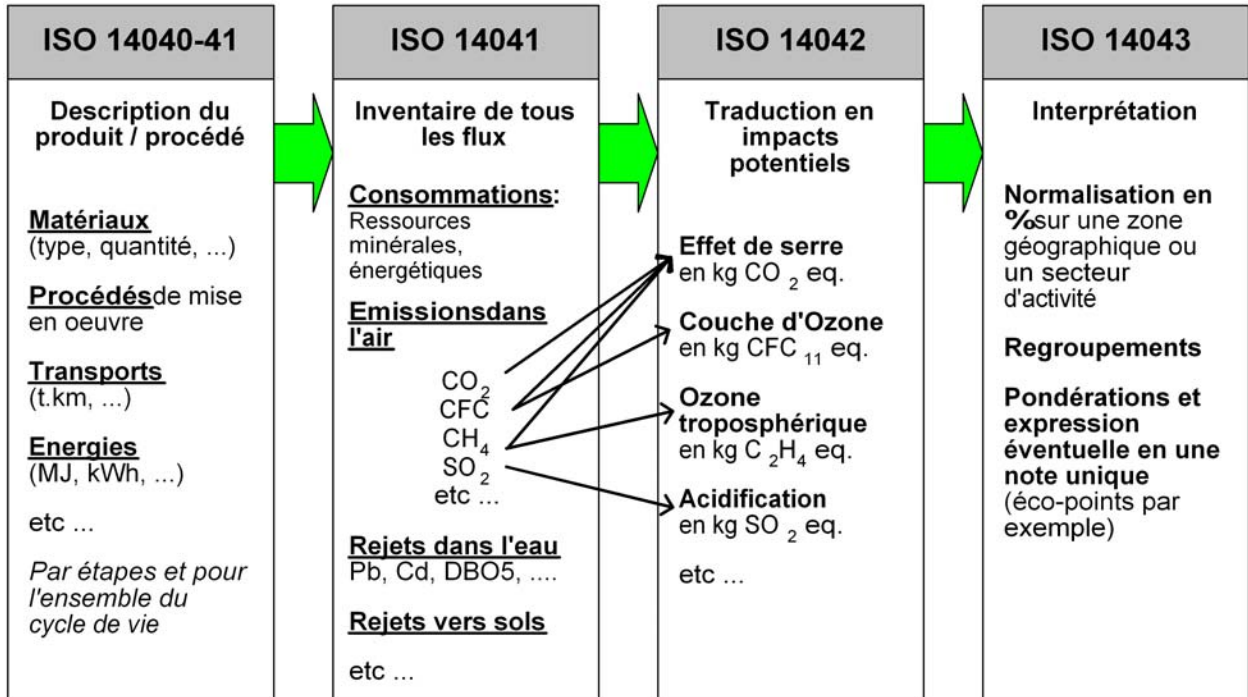 ISO 14040-41
Description du
produit / procédé
Matériaux
(type, quantité, ...)
Procédésde mise
en oeuvre
Transports
(t.km, ...)
Energies
(MJ, kWh, ...)
etc ...
Par étapes et pour
l'ensemble du
cycle de vie
ISO 14041
Inventaire de tous
les flux
Consommations:
Ressources
minérales,
énergétiques
Emissionsdans
l'air
CO2
CFC
CH4
SO2
etc ...
Rejets dans l'eau
Pb, Cd, DBO5, ....
Rejets vers sols
etc ...
ISO 14042
Traduction en
impacts
potentiels
Effet de serre
en kg CO 2 eq.
Couche d'Ozone
en kg CFC 11 eq.
Ozone
troposphérique
en kg C 2H4 eq.
Acidification
en kg SO 2 eq.
etc ...
ISO 14043
Interprétation
Normalisation en
%sur une zone
géographique ou
un secteur
d'activité
Regroupements
Pondérations et
expression
éventuelle en une
note unique
(éco-points par
exemple)